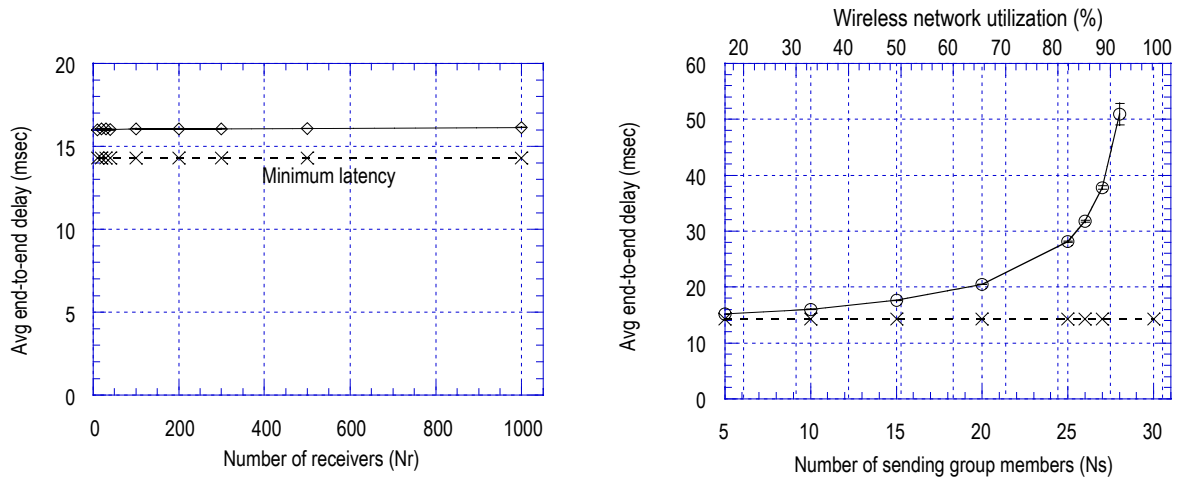 20
15
10
5
0
Avg end-to-end delay (msec)
Minimum latency
0 200 400 600 800 1000
Number of receivers (Nr)
Wireless network utilization (%)
20 30 40 50 60 70 80 90 100
60
50
40
30
20
10
0
Avg end-to-end delay (msec)
5 10 15 20 25 30
Number of sending group members (Ns)